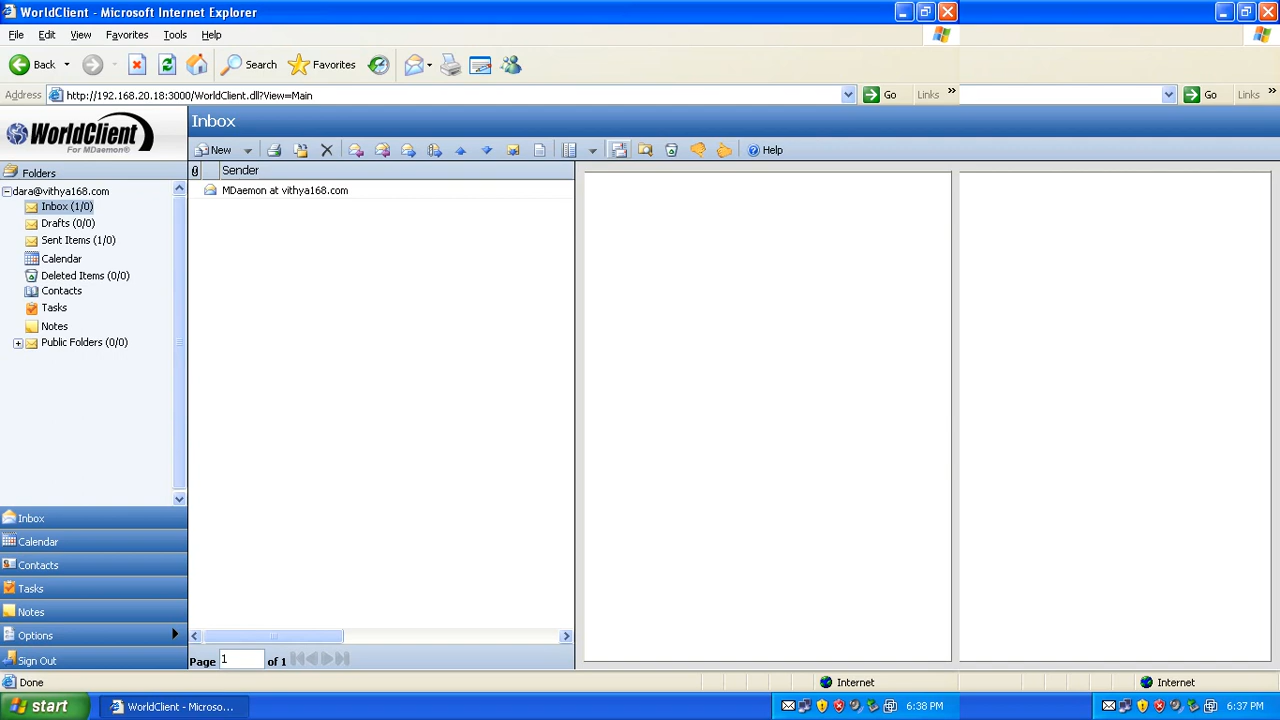 WorldClient - Microsoft Internet Explorer
File Edit View Favorites Tools Help
Back Search Favorites
Address http://192.168.20.18:3000/WorldClient.dll?View=Main Go Links » Go Links »
WorldClient
For MDaemon®
Inbox
New Help
Folders
Sender
dara@vithya168.com
MDaemon at vithya168.com
Inbox (1/0)
Drafts (0/0)
Sent Items (1/0)
Calendar
Deleted Items (0/0)
Contacts
Tasks
Notes
Public Folders (0/0)
Inbox
Calendar
Contacts
Tasks
Notes
Options
Sign Out
Page 1 of 1
Done Internet Internet
start WorldClient - Microso... 6:38 PM 6:37 PM